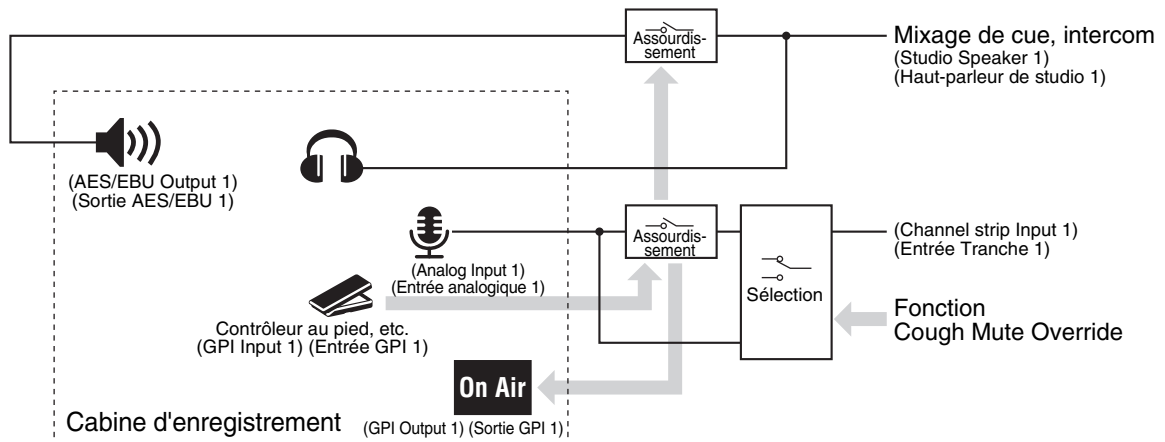 Assourdis-
sement
Mixage de cue, intercom
(Studio Speaker 1)
(Haut-parleur de studio 1)
(AES/EBU Output 1)
(Sortie AES/EBU 1)
Assourdis-
sement
(Channel strip Input 1)
(Entrée Tranche 1)
(Analog Input 1)
(Entrée analogique 1)
Sélection
Fonction
Cough Mute Override
Contrôleur au pied, etc.
(GPI Input 1) (Entrée GPI 1)
On Air
Cabine d'enregistrement
(GPI Output 1) (Sortie GPI 1)